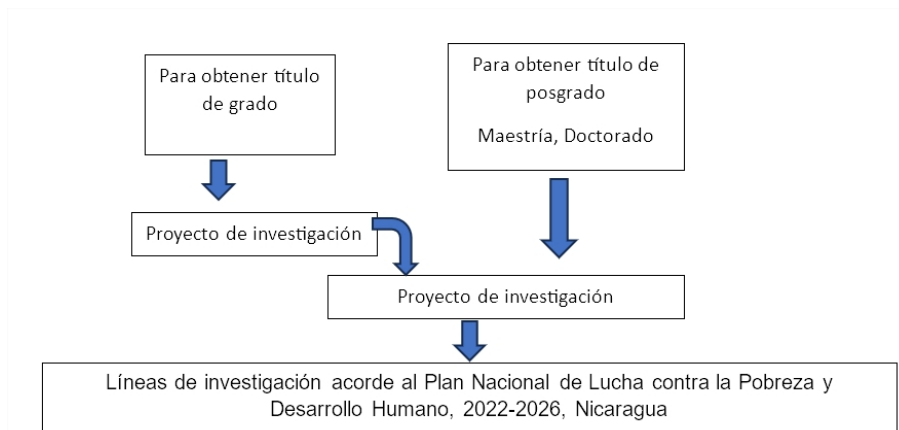 Para obtener título
de grado
Para obtener título de
posgrado
Maestría, Doctorado
Proyecto de investigación
Proyecto de investigación
Líneas de investigación acorde al Plan Nacional de Lucha contra la Pobreza y
Desarrollo Humano, 2022-2026, Nicaragua